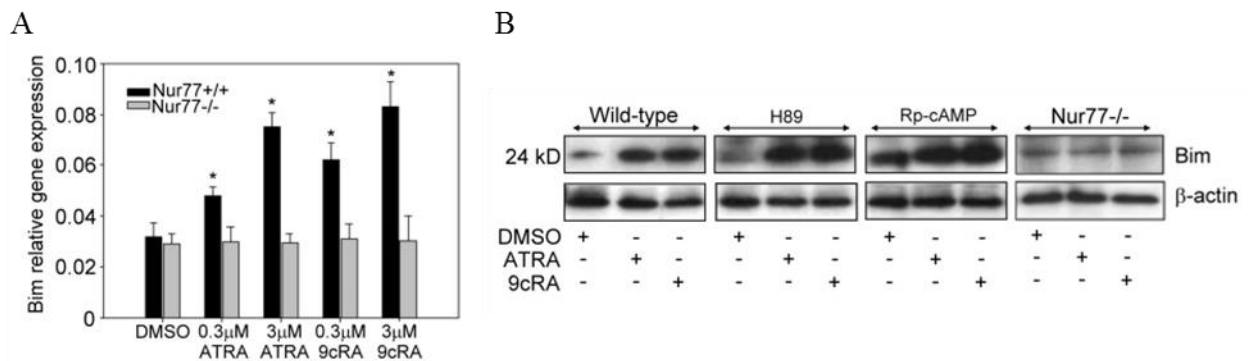 A
B
Bim relative gene expression
0.10
0.08
0.06
0.04
0.02
0
Nur77+/+
Nur77-/-
*
*
*
*
DMSO 0.3µM 3µM 0.3µM 3µM
ATRA ATRA 9cRA 9cRA
Wild-type H89 Rp-cAMP Nur77-/-
24 kD Bim
β-actin
DMSO + - - + - - + - - + - -
ATRA - + - - + - - + - - + -
9cRA - - + - - + - - + - - +